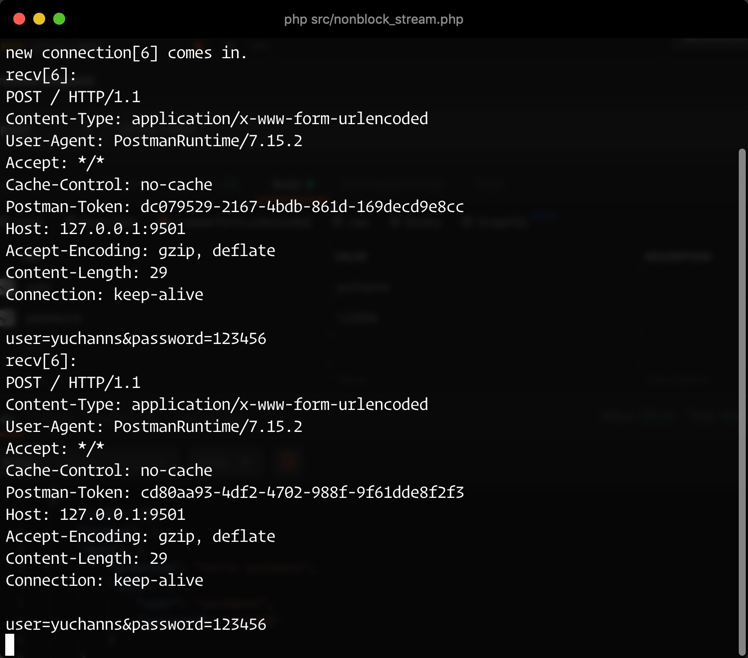 php src/nonblock_stream.php
new connection[6] comes in.
recv[6]:
POST / HTTP/1.1
Content-Type: application/x-www-form-urlencoded
User-Agent: PostmanRuntime/7.15.2
Accept: */*
Cache-Control: no-cache
Postman-Token: dc079529-2167-4bdb-861d-169decd9e8cc
Host: 127.0.0.1:9501
Accept-Encoding: gzip, deflate
Content-Length: 29
Connection: keep-alive
user=yuchanns&password=123456
recv[6]:
POST / HTTP/1.1
Content-Type: application/x-www-form-urlencoded
User-Agent: PostmanRuntime/7.15.2
Accept: */*
Cache-Control: no-cache
Postman-Token: cd80aa93-4df2-4702-988f-9f61dde8f2f3
Host: 127.0.0.1:9501
Accept-Encoding: gzip, deflate
Content-Length: 29
Connection: keep-alive
user=yuchanns&password=123456